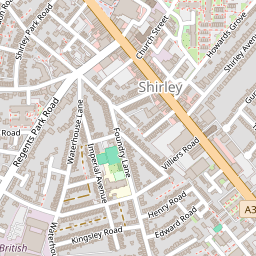 Shirley Park Road
Church Street
Howards Grove
Shirley Avenue
Shirley
Regents Park Road
Road
Waterhouse Lane
Foundry Lane
Imperial Avenue
Villiers Road
Henry Road
Edward Road
Kingsley Road
British